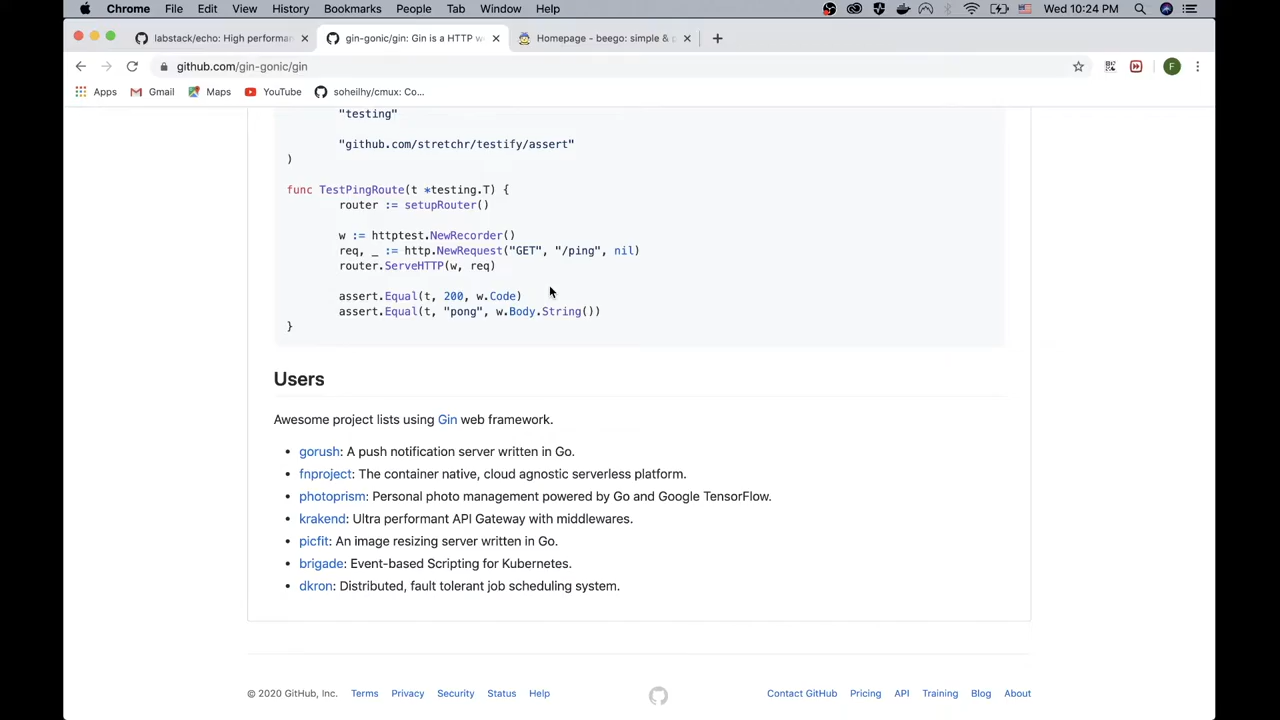 Chrome File Edit View History Bookmarks People Tab Window Help Wed 10:24 PM
labstack/echo: High performan gin-gonic/gin: Gin is a HTTP w Homepage - beego: simple & p
github.com/gin-gonic/gin F
Apps Gmail Maps YouTube soheilhy/cmux: Co...
"testing"
"github.com/stretchr/testify/assert"
)
func TestPingRoute(t *testing.T) {
router := setupRouter()
w := httptest.NewRecorder()
req, _ := http.NewRequest("GET", "/ping", nil)
router.ServeHTTP(w, req)
assert.Equal(t, 200, w.Code)
assert.Equal(t, "pong", w.Body.String())
}
Users
Awesome project lists using Gin web framework.
• gorush: A push notification server written in Go.
• fnproject: The container native, cloud agnostic serverless platform.
• photoprism: Personal photo management powered by Go and Google TensorFlow.
• krakend: Ultra performant API Gateway with middlewares.
• picfit: An image resizing server written in Go.
• brigade: Event-based Scripting for Kubernetes.
• dkron: Distributed, fault tolerant job scheduling system.
© 2020 GitHub, Inc. Terms Privacy Security Status Help Contact GitHub Pricing API Training Blog About